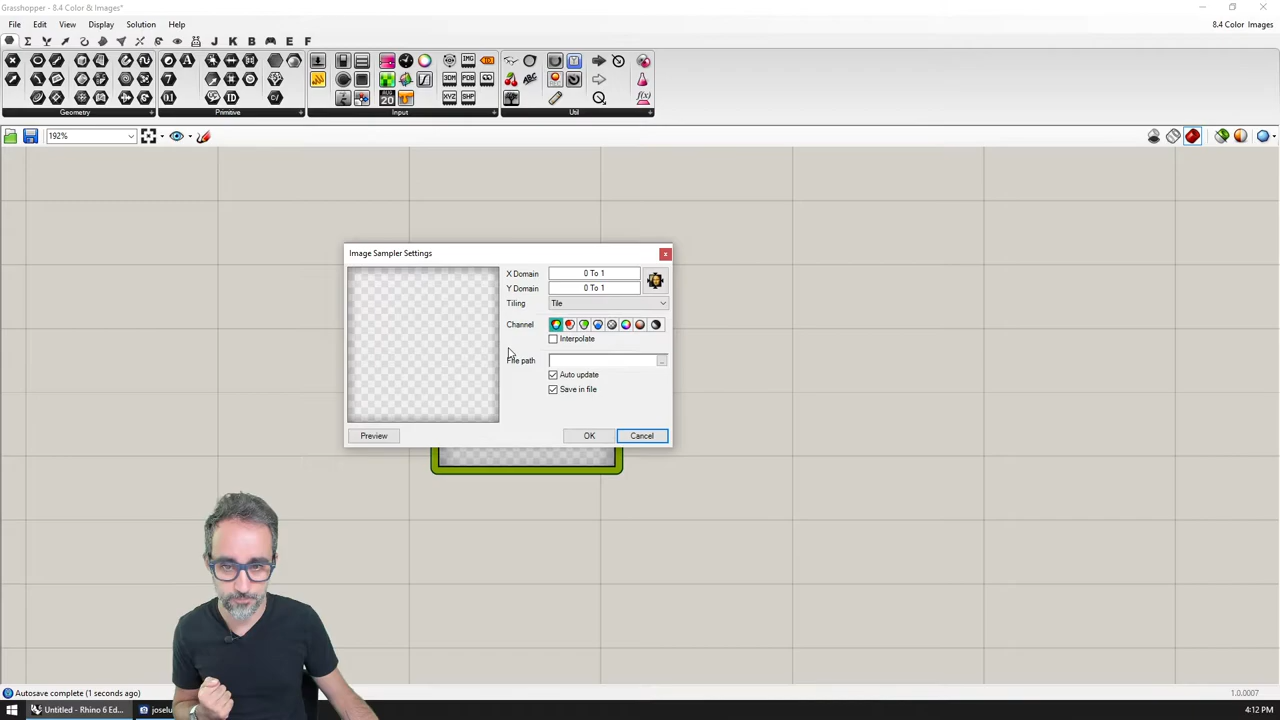 Grasshopper - 8.4 Color & Images*
File Edit View Display Solution Help
8.4 Color Images
J K B E F
Geometry
Primitive
Input
Util
192%
Image Sampler Settings
X Domain 0 To 1
Y Domain 0 To 1
Tiling Tile
Channel
Interpolate
File path
Auto update
Save in file
Preview OK Cancel
Autosave complete (1 seconds ago)
1.0.0007
Untitled - Rhino 6 Ed... joselu
4:12 PM